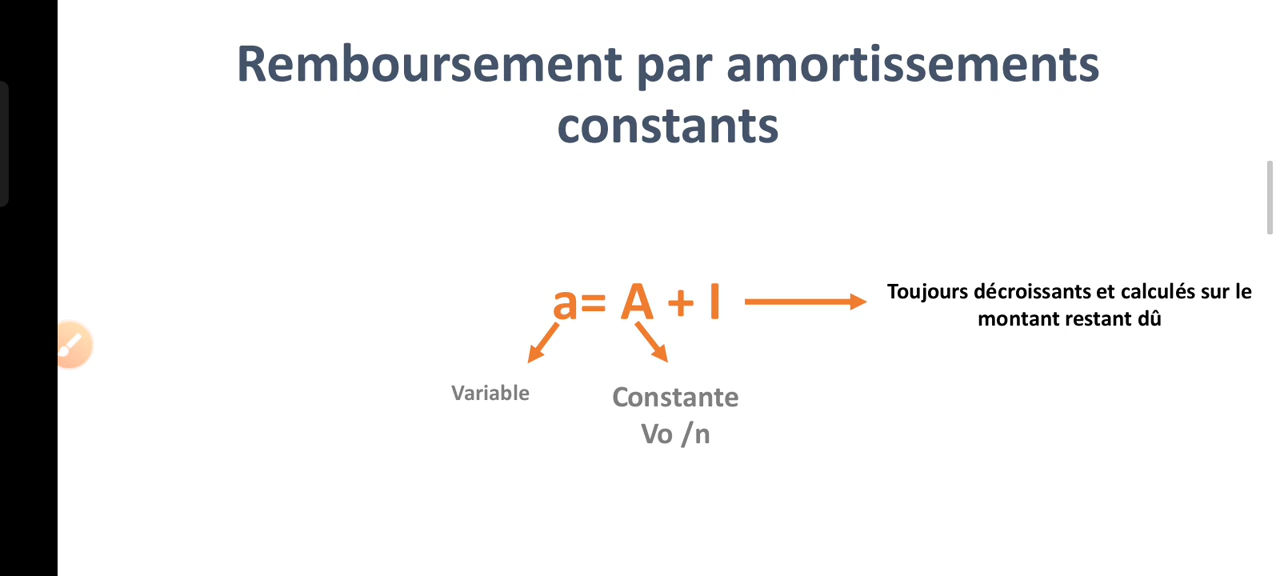 Remboursement par amortissements
constants
a= A + I
Toujours décroissants et calculés sur le
montant restant dû
Variable
Constante
Vo /n